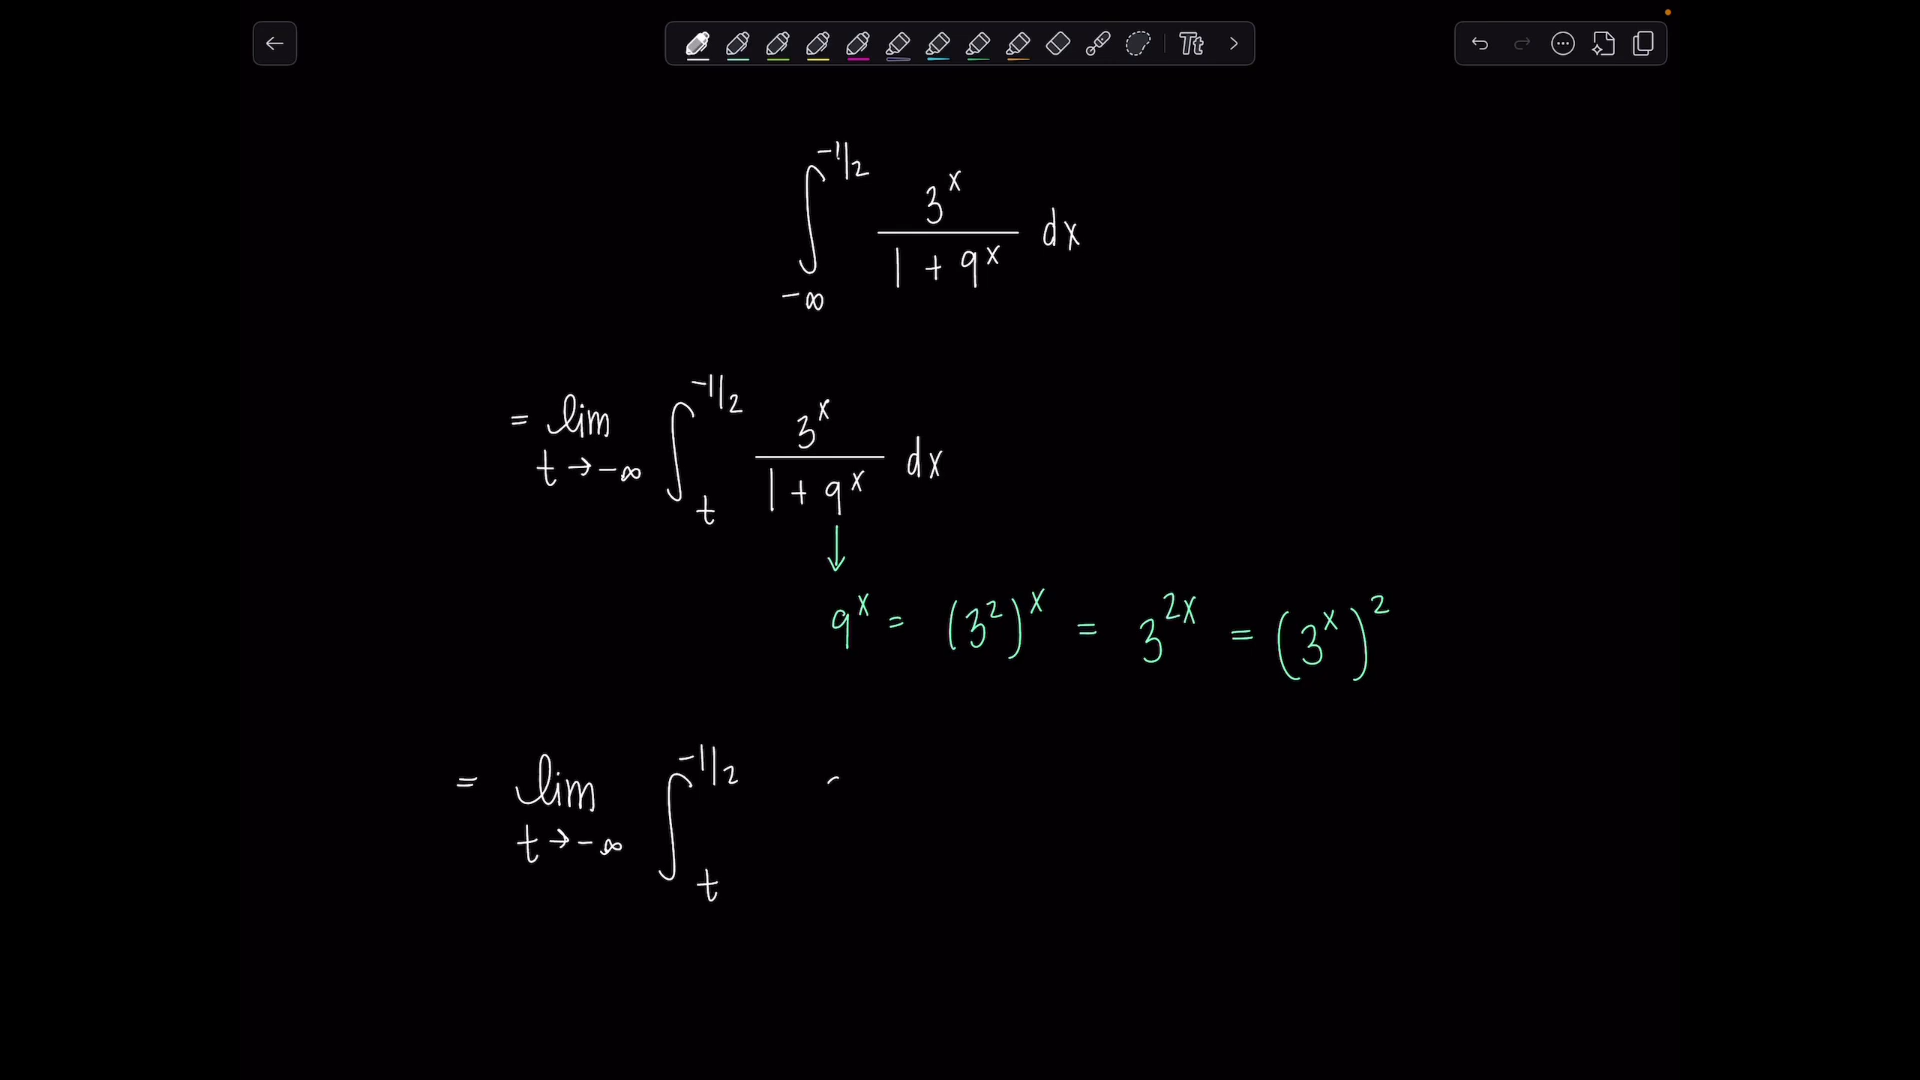 Tt
∫_{-∞}^{-1/2} 3^x / (1 + 9^x) dx
= lim_{t → -∞} ∫_t^{-1/2} 3^x / (1 + 9^x) dx
9^x = (3^2)^x = 3^{2x} = (3^x)^2
= lim_{t → -∞} ∫_t^{-1/2}